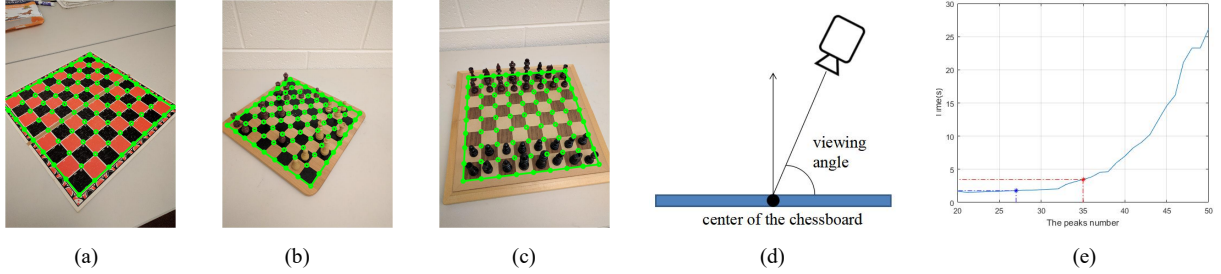 viewing
angle
center of the chessboard
30
25
20
15
10
5
0
20 25 30 35 40 45 50
The peaks number
Time(s)
(a) (b) (c) (d) (e)